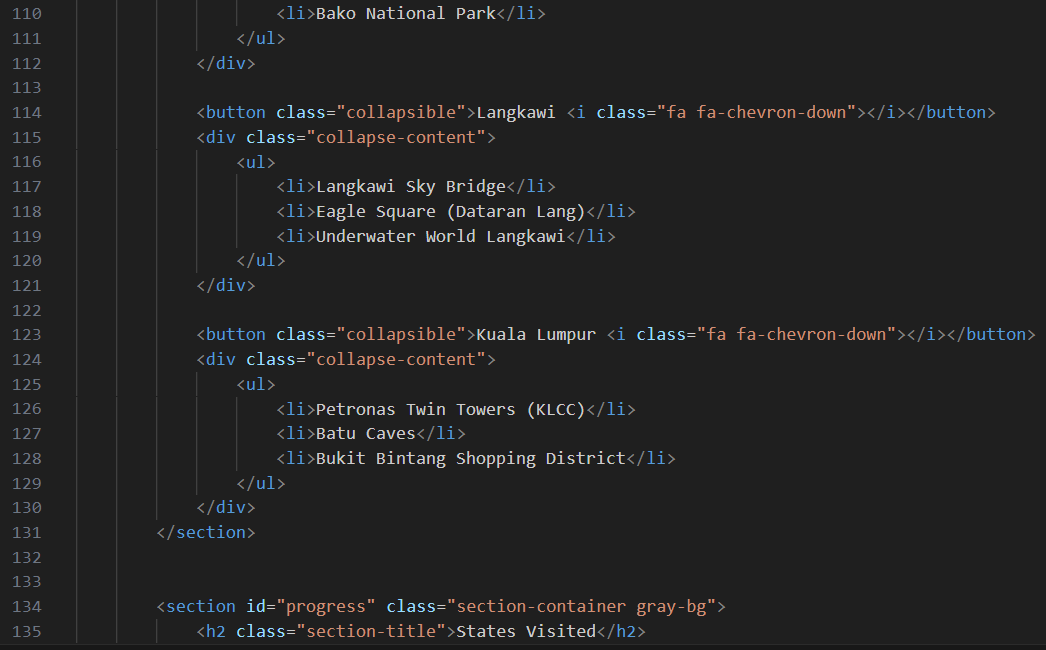 110 <li>Bako National Park</li>
111 </ul>
112 </div>
113
114 <button class="collapsible">Langkawi <i class="fa fa-chevron-down"></i></button>
115 <div class="collapse-content">
116 <ul>
117 <li>Langkawi Sky Bridge</li>
118 <li>Eagle Square (Dataran Lang)</li>
119 <li>Underwater World Langkawi</li>
120 </ul>
121 </div>
122
123 <button class="collapsible">Kuala Lumpur <i class="fa fa-chevron-down"></i></button>
124 <div class="collapse-content">
125 <ul>
126 <li>Petronas Twin Towers (KLCC)</li>
127 <li>Batu Caves</li>
128 <li>Bukit Bintang Shopping District</li>
129 </ul>
130 </div>
131 </section>
132
133
134 <section id="progress" class="section-container gray-bg">
135 <h2 class="section-title">States Visited</h2>